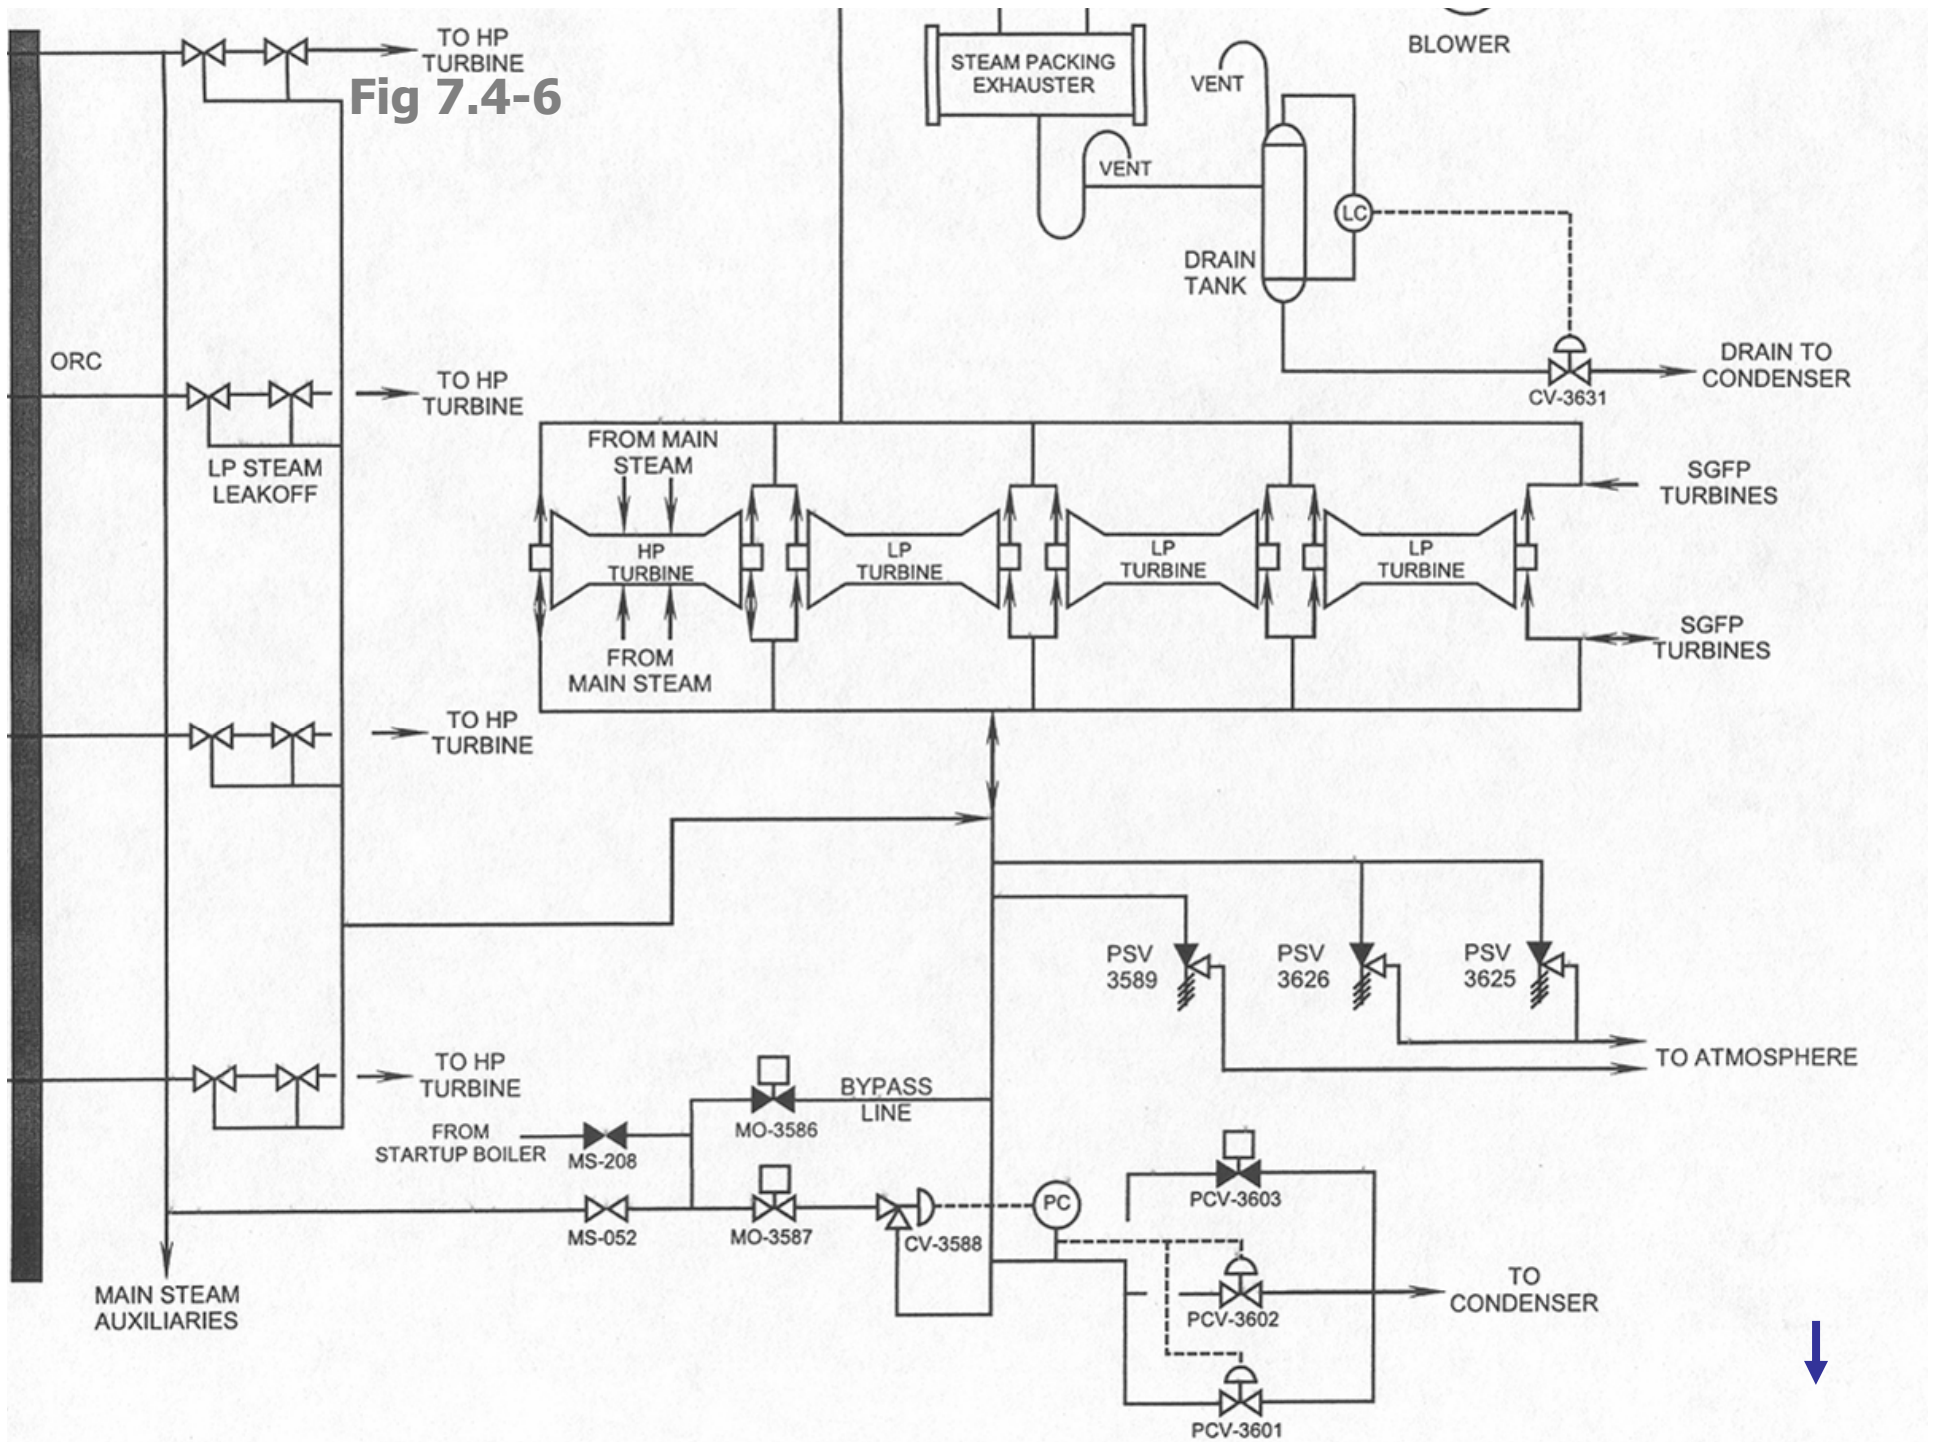 TO HP
TURBINE
Fig 7.4-6
STEAM PACKING
EXHAUSTER
VENT
BLOWER
VENT
LC
DRAIN
TANK
ORC
TO HP
TURBINE
DRAIN TO
CONDENSER
CV-3631
LP STEAM
LEAKOFF
FROM MAIN
STEAM
SGFP
TURBINES
HP
TURBINE
LP
TURBINE
LP
TURBINE
LP
TURBINE
FROM
MAIN STEAM
SGFP
TURBINES
TO HP
TURBINE
PSV
3589
PSV
3626
PSV
3625
TO ATMOSPHERE
TO HP
TURBINE
BYPASS
LINE
MO-3586
FROM
STARTUP BOILER
MS-208
PC
PCV-3603
MS-052
MO-3587
CV-3588
MAIN STEAM
AUXILIARIES
PCV-3602
TO
CONDENSER
PCV-3601